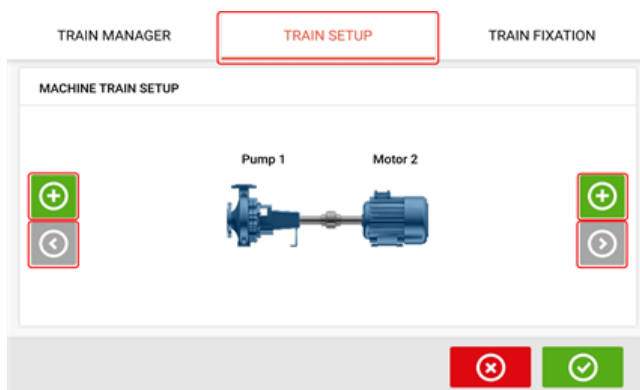 TRAIN MANAGER TRAIN SETUP TRAIN FIXATION
MACHINE TRAIN SETUP
Pump 1 Motor 2